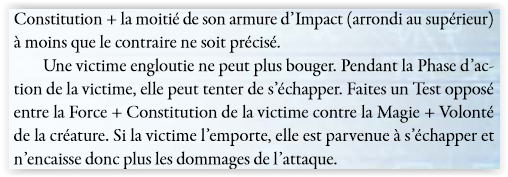 Constitution + la moitié de son armure d'Impact (arrondi au supérieur)
à moins que le contraire ne soit précisé.
Une victime engloutie ne peut plus bouger. Pendant la Phase d'ac-
tion de la victime, elle peut tenter de s'échapper. Faites un Test opposé
entre la Force + Constitution de la victime contre la Magie + Volonté
de la créature. Si la victime l'emporte, elle est parvenue à s'échapper et
n'encaisse donc plus les dommages de l'attaque.